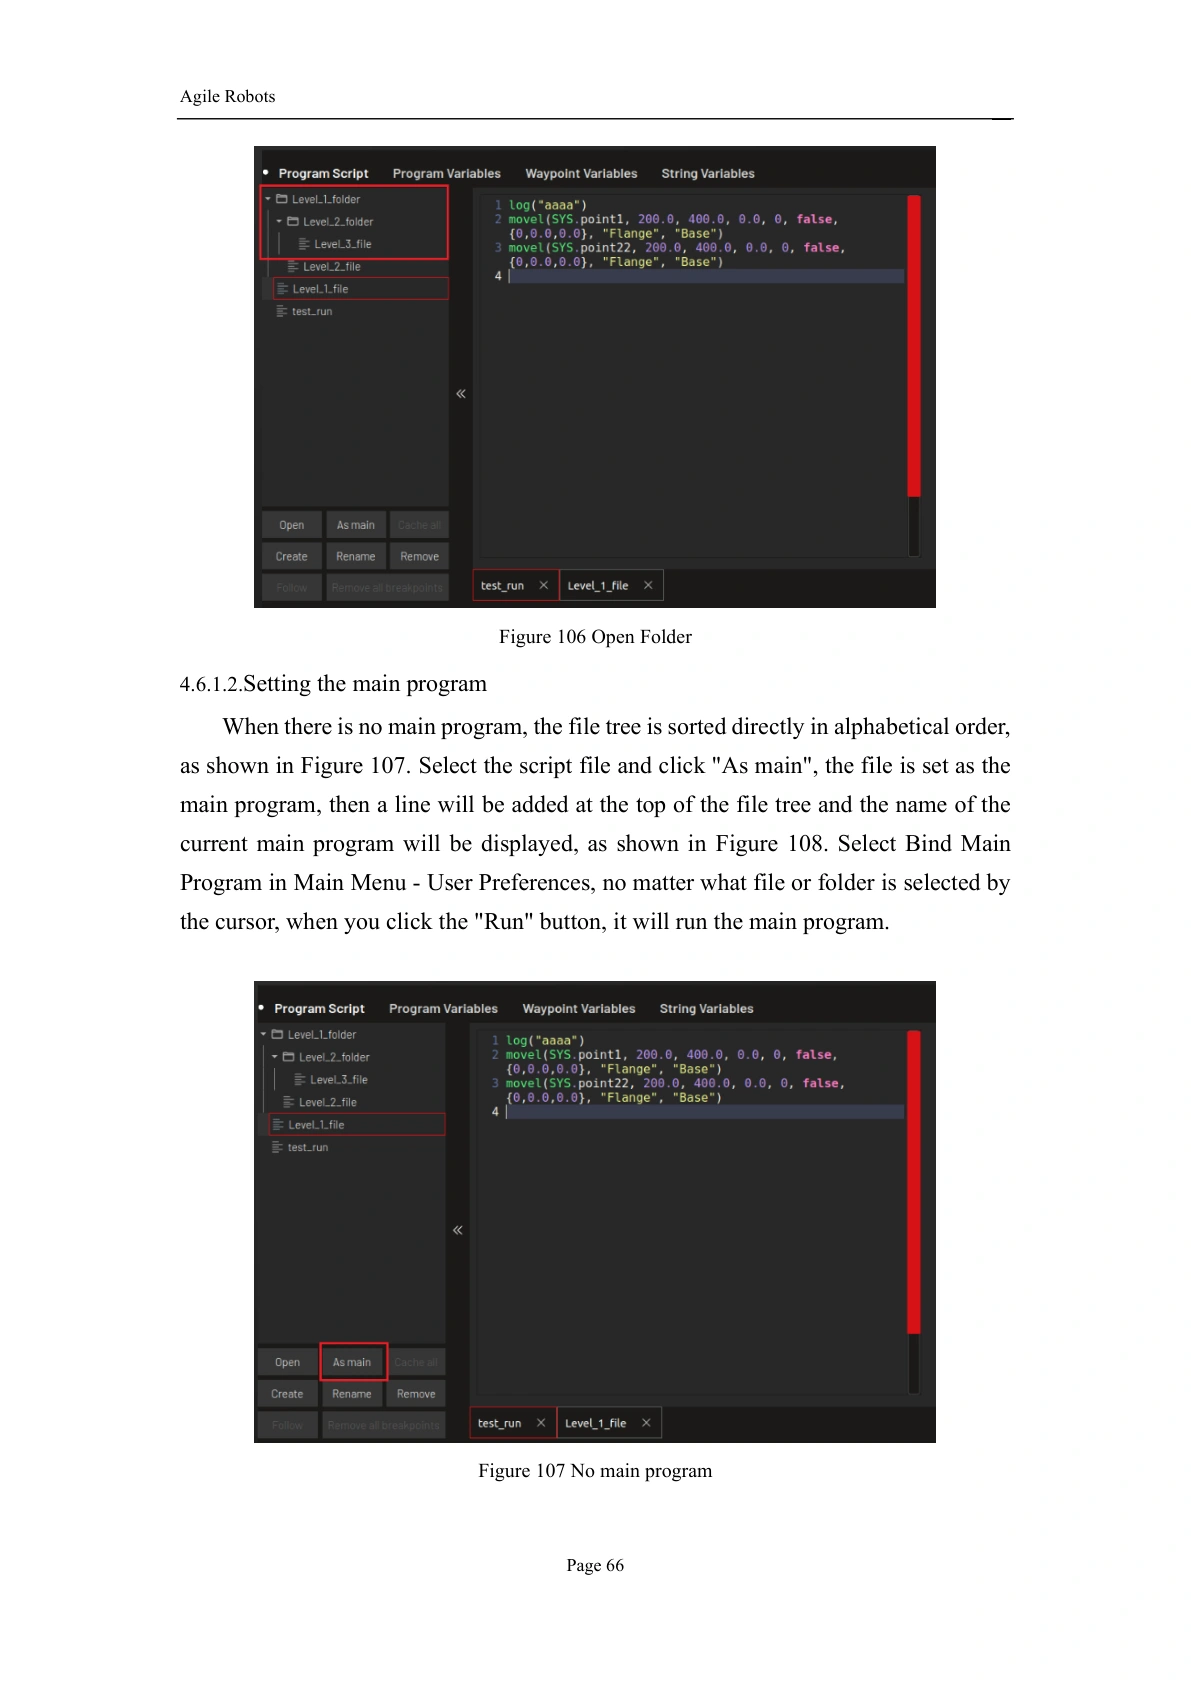 Agile Robots
Program Script Program Variables Waypoint Variables String Variables
Level_1_folder
Level_2_folder
Level_3_file
Level_2_file
Level_1_file
test_run
1 log("aaaa")
2 movel(SYS.point1, 200.0, 400.0, 0.0, 0, false,
{0,0.0,0.0}, "Flange", "Base")
3 movel(SYS.point22, 200.0, 400.0, 0.0, 0, false,
{0,0.0,0.0}, "Flange", "Base")
4
«
Open As main Cache all
Create Rename Remove
Follow Remove all breakpoints
test_run × Level_1_file ×
Figure 106 Open Folder
4.6.1.2.Setting the main program
When there is no main program, the file tree is sorted directly in alphabetical order,
as shown in Figure 107. Select the script file and click "As main", the file is set as the
main program, then a line will be added at the top of the file tree and the name of the
current main program will be displayed, as shown in Figure 108. Select Bind Main
Program in Main Menu - User Preferences, no matter what file or folder is selected by
the cursor, when you click the "Run" button, it will run the main program.
Program Script Program Variables Waypoint Variables String Variables
Level_1_folder
Level_2_folder
Level_3_file
Level_2_file
Level_1_file
test_run
1 log("aaaa")
2 movel(SYS.point1, 200.0, 400.0, 0.0, 0, false,
{0,0.0,0.0}, "Flange", "Base")
3 movel(SYS.point22, 200.0, 400.0, 0.0, 0, false,
{0,0.0,0.0}, "Flange", "Base")
4
«
Open As main Cache all
Create Rename Remove
Follow Remove all breakpoints
test_run × Level_1_file ×
Figure 107 No main program
Page 66